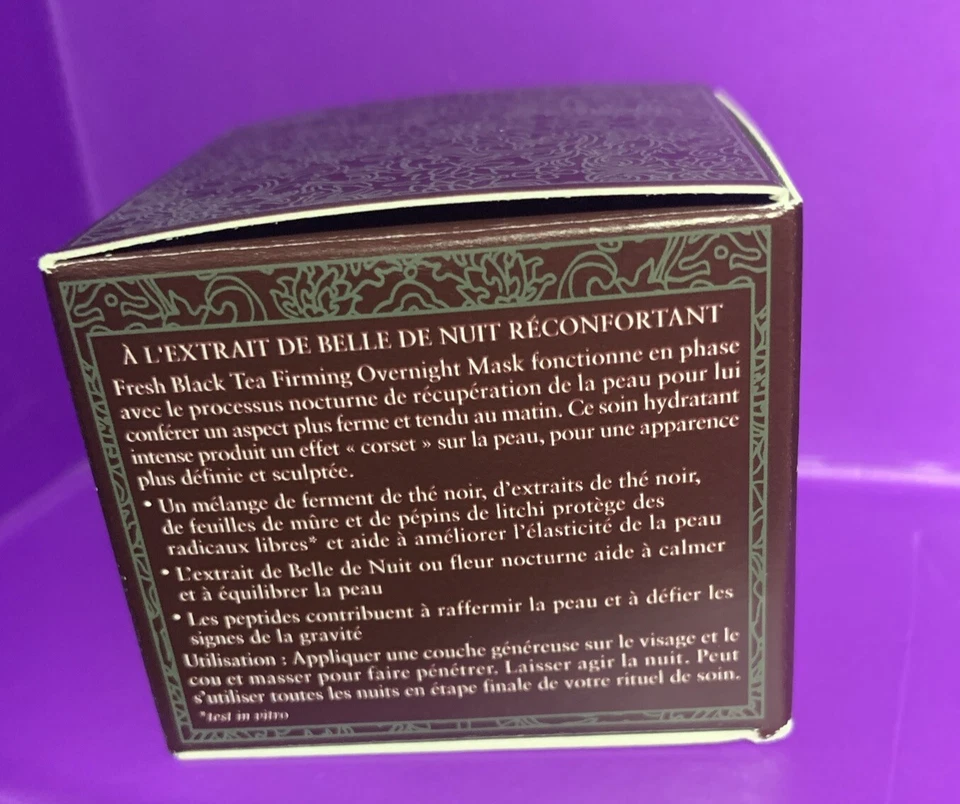 À L'EXTRAIT DE BELLE DE NUIT RÉCONFORTANT
Fresh Black Tea Firming Overnight Mask fonctionne en phase
avec le processus nocturne de récupération de la peau pour lui
conférer un aspect plus ferme et tendu au matin. Ce soin hydratant
intense produit un effet « corset » sur la peau, pour une apparence
plus définie et sculptée.
• Un mélange de ferment de thé noir, d'extraits de thé noir,
de feuilles de mûre et de pépins de litchi protège des
radicaux libres* et aide à améliorer l'élasticité de la peau
• L'extrait de Belle de Nuit ou fleur nocturne aide à calmer
et à équilibrer la peau
• Les peptides contribuent à raffermir la peau et à défier les
signes de la gravité
Utilisation : Appliquer une couche généreuse sur le visage et le
cou et masser pour faire pénétrer. Laisser agir la nuit. Peut
s'utiliser toutes les nuits en étape finale de votre rituel de soin.
*test in vitro